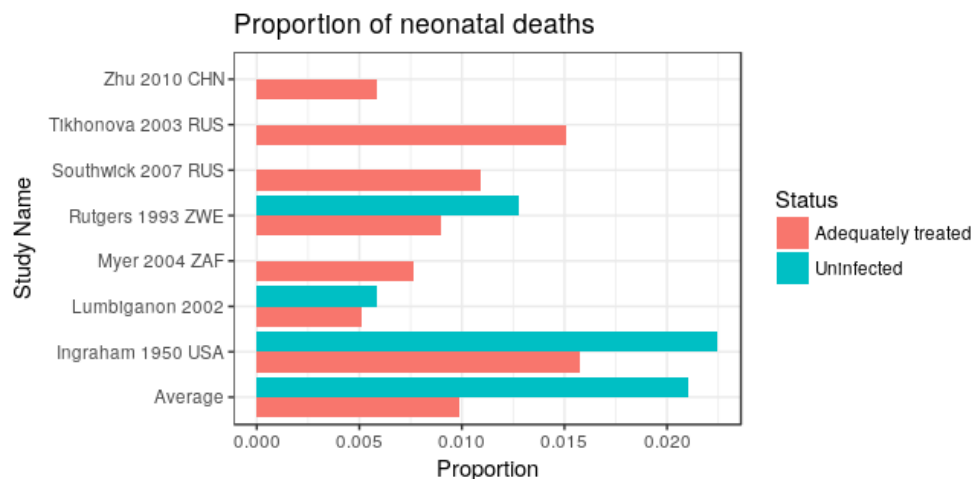 Proportion of neonatal deaths
Study Name
Zhu 2010 CHN
Tikhonova 2003 RUS
Southwick 2007 RUS
Rutgers 1993 ZWE
Myer 2004 ZAF
Lumbiganon 2002
Ingraham 1950 USA
Average
0.000 0.005 0.010 0.015 0.020
Proportion
Status
Adequately treated
Uninfected